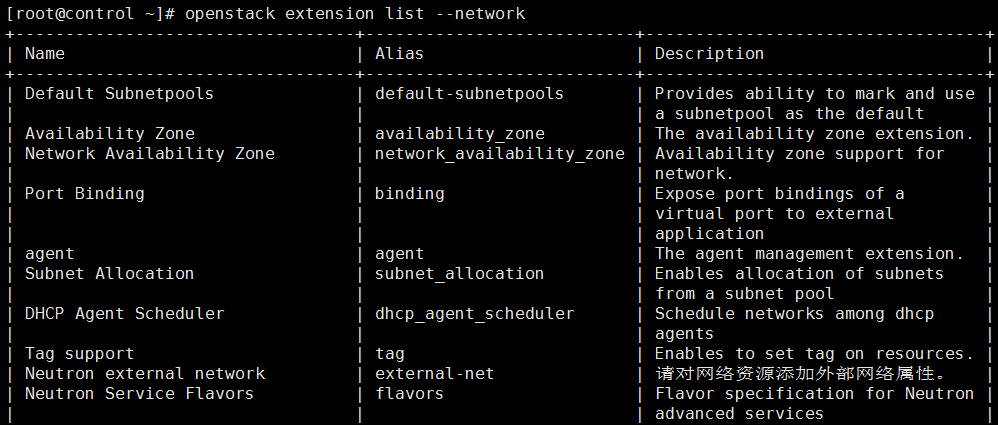 [root@control ~]# openstack extension list --network
+----------------------------------+---------------------------+----------------------------------+
| Name | Alias | Description |
+----------------------------------+---------------------------+----------------------------------+
| Default Subnetpools | default-subnetpools | Provides ability to mark and use |
| | | a subnetpool as the default |
| Availability Zone | availability_zone | The availability zone extension. |
| Network Availability Zone | network_availability_zone | Availability zone support for |
| | | network. |
| Port Binding | binding | Expose port bindings of a |
| | | virtual port to external |
| | | application |
| agent | agent | The agent management extension. |
| Subnet Allocation | subnet_allocation | Enables allocation of subnets |
| | | from a subnet pool |
| DHCP Agent Scheduler | dhcp_agent_scheduler | Schedule networks among dhcp |
| | | agents |
| Tag support | tag | Enables to set tag on resources. |
| Neutron external network | external-net | 请对网络资源添加外部网络属性。 |
| Neutron Service Flavors | flavors | Flavor specification for Neutron |
| | | advanced services |